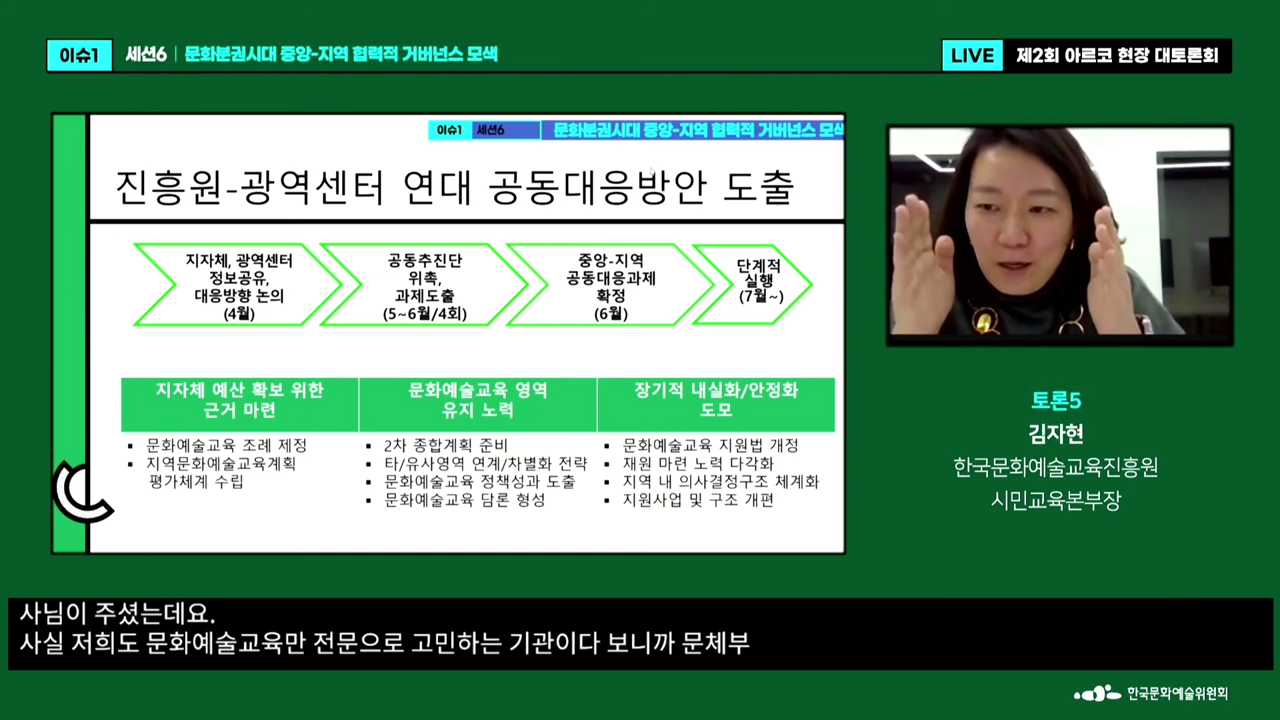 이슈1 세션6 | 문화분권시대 중앙-지역 협력적 거버넌스 모색
LIVE 제2회 아르코 현장 대토론회
이슈1 세션6 문화분권시대 중앙-지역 협력적 거버넌스 모색
진흥원-광역센터 연대 공동대응방안 도출
지자체, 광역센터
정보공유,
대응방향 논의
(4월)
공동추진단
위촉,
과제도출
(5~6월/4회)
중앙-지역
공동대응과제
확정
(6월)
단계적
실행
(7월~)
지자체 예산 확보 위한
근거 마련
▪ 문화예술교육 조례 제정
▪ 지역문화예술교육계획
평가체계 수립
문화예술교육 영역
유지 노력
▪ 2차 종합계획 준비
▪ 타/유사영역 연계/차별화 전략
▪ 문화예술교육 정책성과 도출
▪ 문화예술교육 담론 형성
장기적 내실화/안정화
도모
▪ 문화예술교육 지원법 개정
▪ 재원 마련 노력 다각화
▪ 지역 내 의사결정구조 체계화
▪ 지원사업 및 구조 개편
토론5
김자현
한국문화예술교육진흥원
시민교육본부장
사님이 주셨는데요.
사실 저희도 문화예술교육만 전문으로 고민하는 기관이다 보니까 문체부
한국문화예술위원회